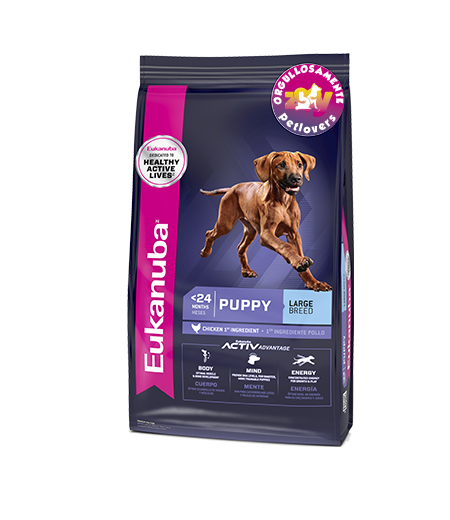 ORGULLOSAMENTE
ZOW
petlovers
Eukanuba
DEDICATED TO
HEALTHY
ACTIVE
LIVES
Eukanuba®
<24
MONTHS
MESES
PUPPY
LARGE
BREED
CHICKEN 1ST INGREDIENT • 1ER INGREDIENTE POLLO
ACTIV ADVANTAGE
BODY
CUERPO
MIND
MENTE
ENERGY
ENERGÍA